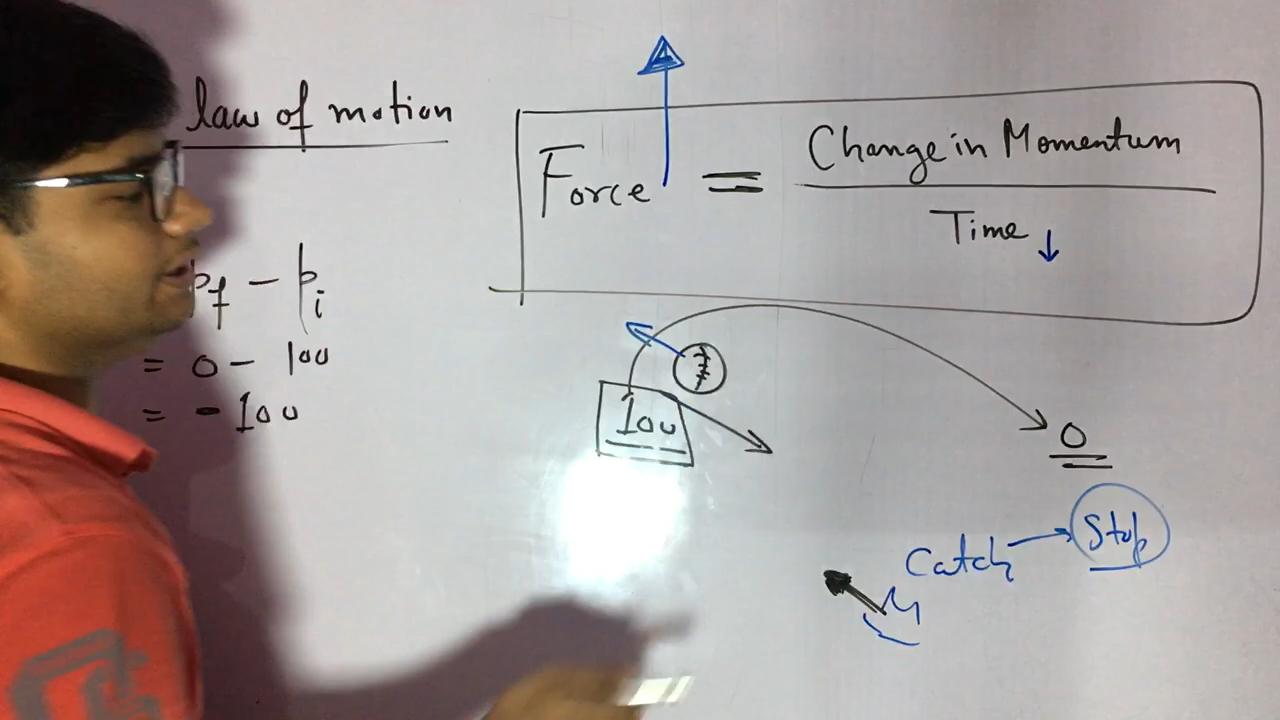 law of motion
Force = Change in Momentum
Time ↓
pf - pi
= 0 - 100
= - 100
100
0
Catch → Stop